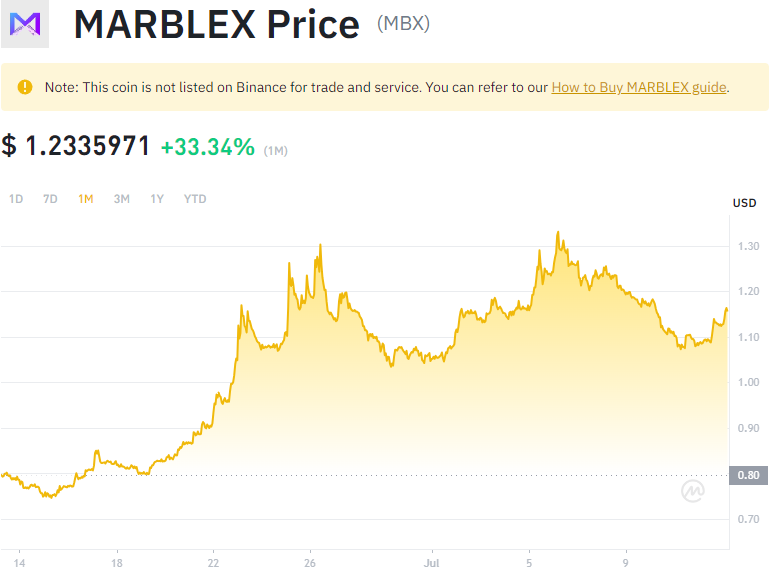 MARBLEX Price (MBX)
Note: This coin is not listed on Binance for trade and service. You can refer to our How to Buy MARBLEX guide.
$ 1.2335971 +33.34% (1M)
1D 7D 1M 3M 1Y YTD
USD
1.30
1.20
1.10
1.00
0.90
0.80
0.70
14 18 22 26 Jul 5 9